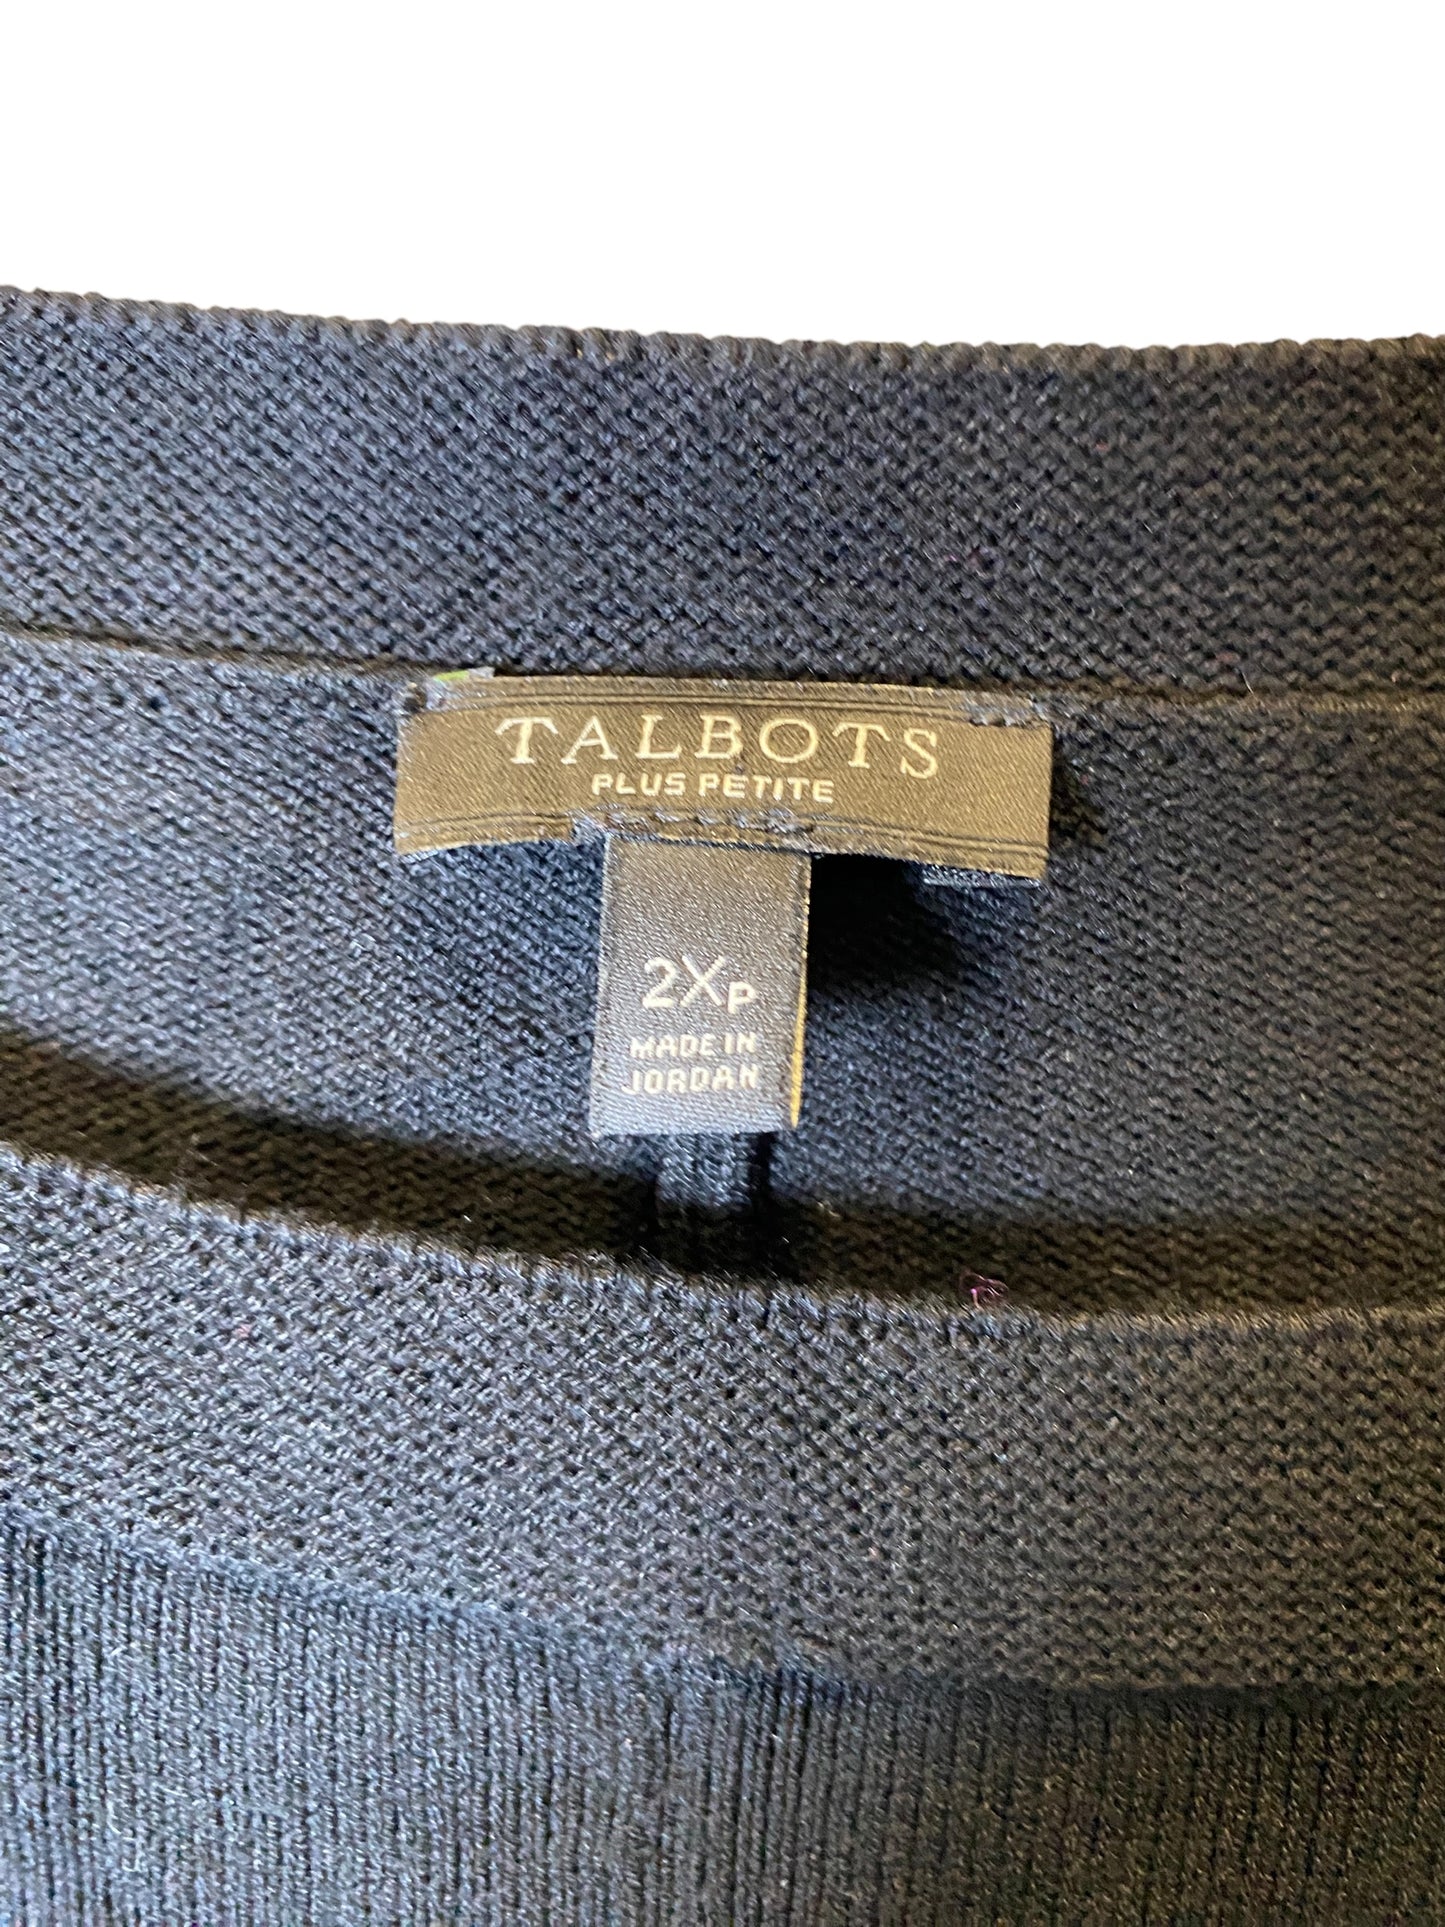 TALBOTS
PLUS PETITE
2XP
MADE IN
JORDAN